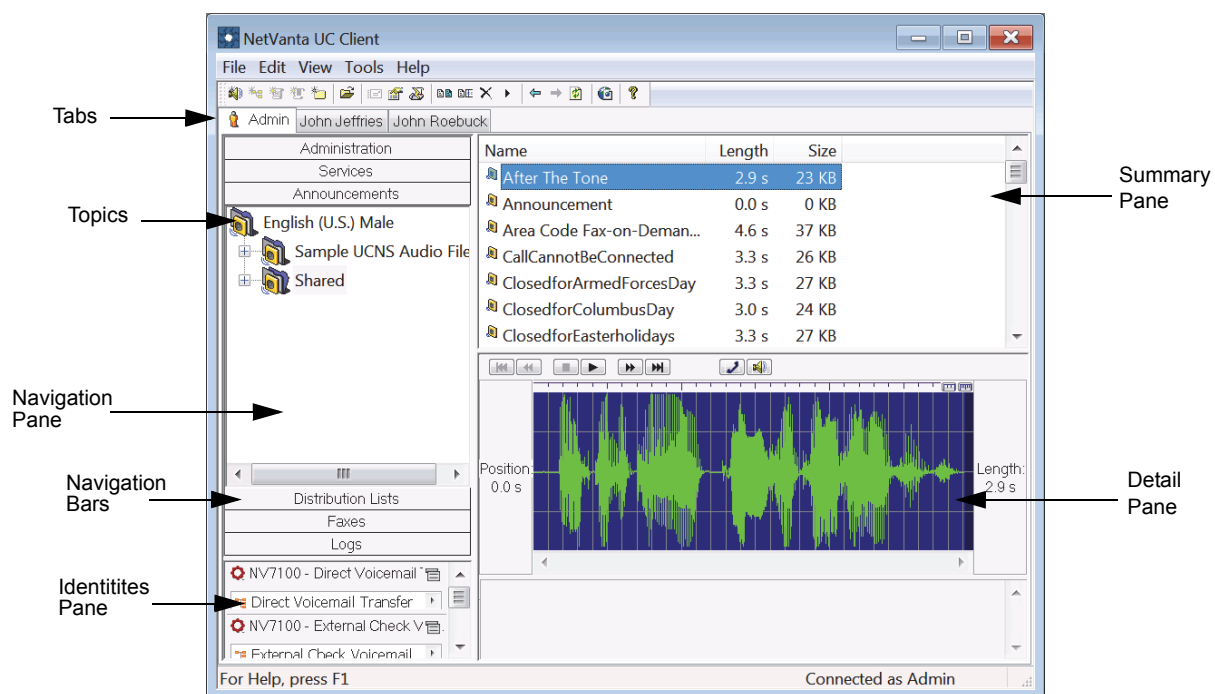 NetVanta UC Client
File Edit View Tools Help
Tabs
Admin John Jeffries John Roebuck
Administration
Services
Announcements
Topics
English (U.S.) Male
Sample UCNS Audio File
Shared
Navigation
Pane
Navigation
Bars
Distribution Lists
Faxes
Logs
Identitites
Pane
NV7100 - Direct Voicemail
Direct Voicemail Transfer
NV7100 - External Check V
External Check Voicemail
Name Length Size
After The Tone 2.9 s 23 KB
Announcement 0.0 s 0 KB
Area Code Fax-on-Deman... 4.6 s 37 KB
CallCannotBeConnected 3.3 s 26 KB
ClosedforArmedForcesDay 3.3 s 27 KB
ClosedforColumbusDay 3.0 s 24 KB
ClosedforEasterholidays 3.3 s 27 KB
Summary
Pane
Position:
0.0 s
Length:
2.9 s
Detail
Pane
For Help, press F1
Connected as Admin